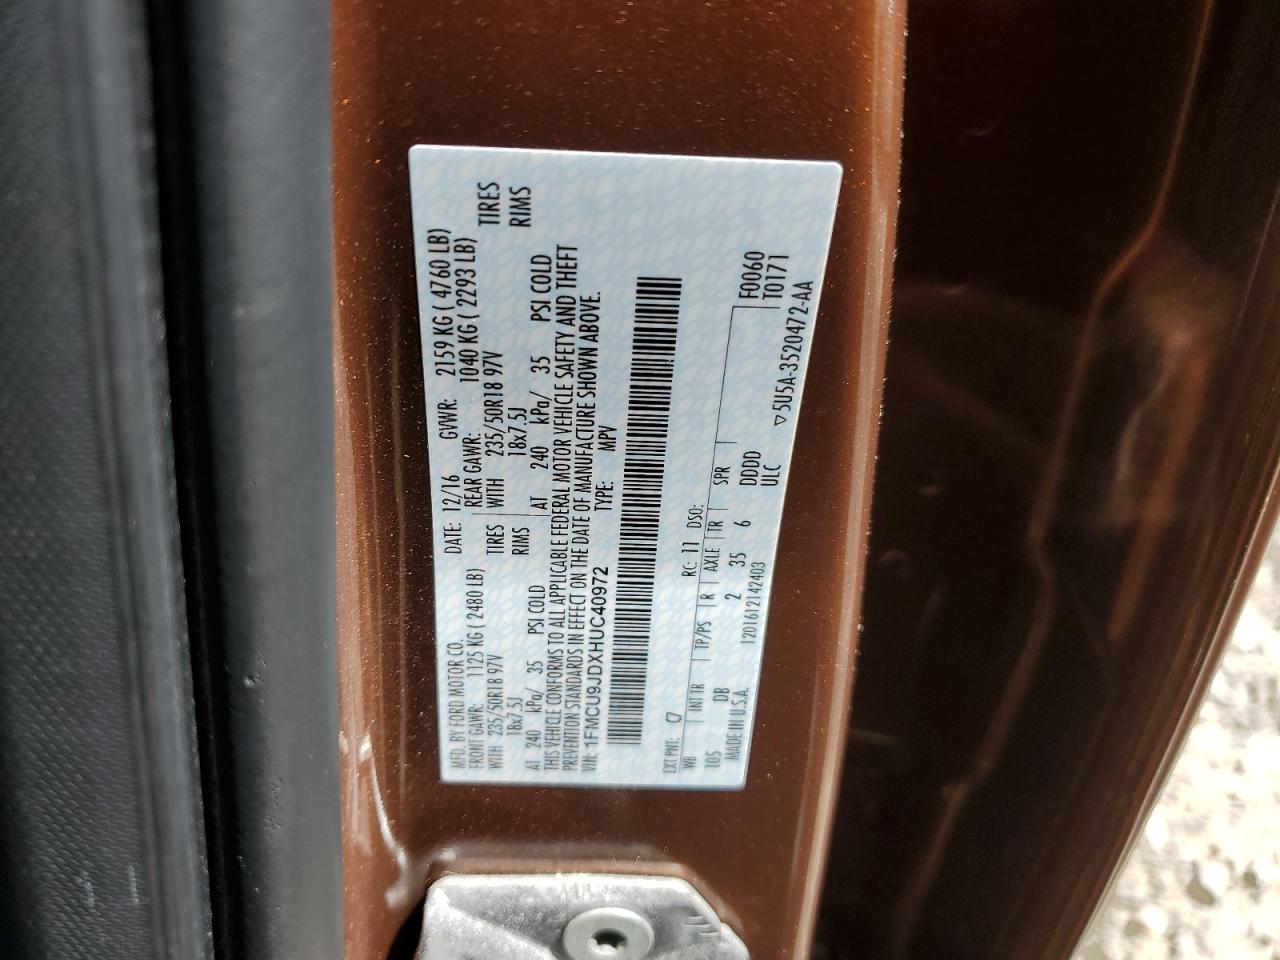 MFD. BY FORD MOTOR CO.
DATE: 12/16 GVWR: 2159 KG ( 4760 LB)
FRONT GAWR: 1125 KG ( 2480 LB)
REAR GAWR: 1040 KG ( 2293 LB)
WITH 235/50R18 97V TIRES
WITH 235/50R18 97V TIRES
18x7.5J RIMS
18x7.5J RIMS
AT 240 kPa/ 35 PSI COLD
AT 240 kPa/ 35 PSI COLD
THIS VEHICLE CONFORMS TO ALL APPLICABLE FEDERAL MOTOR VEHICLE SAFETY AND THEFT
PREVENTION STANDARDS IN EFFECT ON THE DATE OF MANUFACTURE SHOWN ABOVE.
VIN: 1FMCU9JDXHUC40972
TYPE: MPV
EXT PNT: RC: 11 DSO:
WB INT TR TP/PS R AXLE TR SPR
105 DB 2 35 6 DDDD F0060
ULC T0171
MADE IN U.S.A. 1201612142403
▽5U5A-3520472-AA